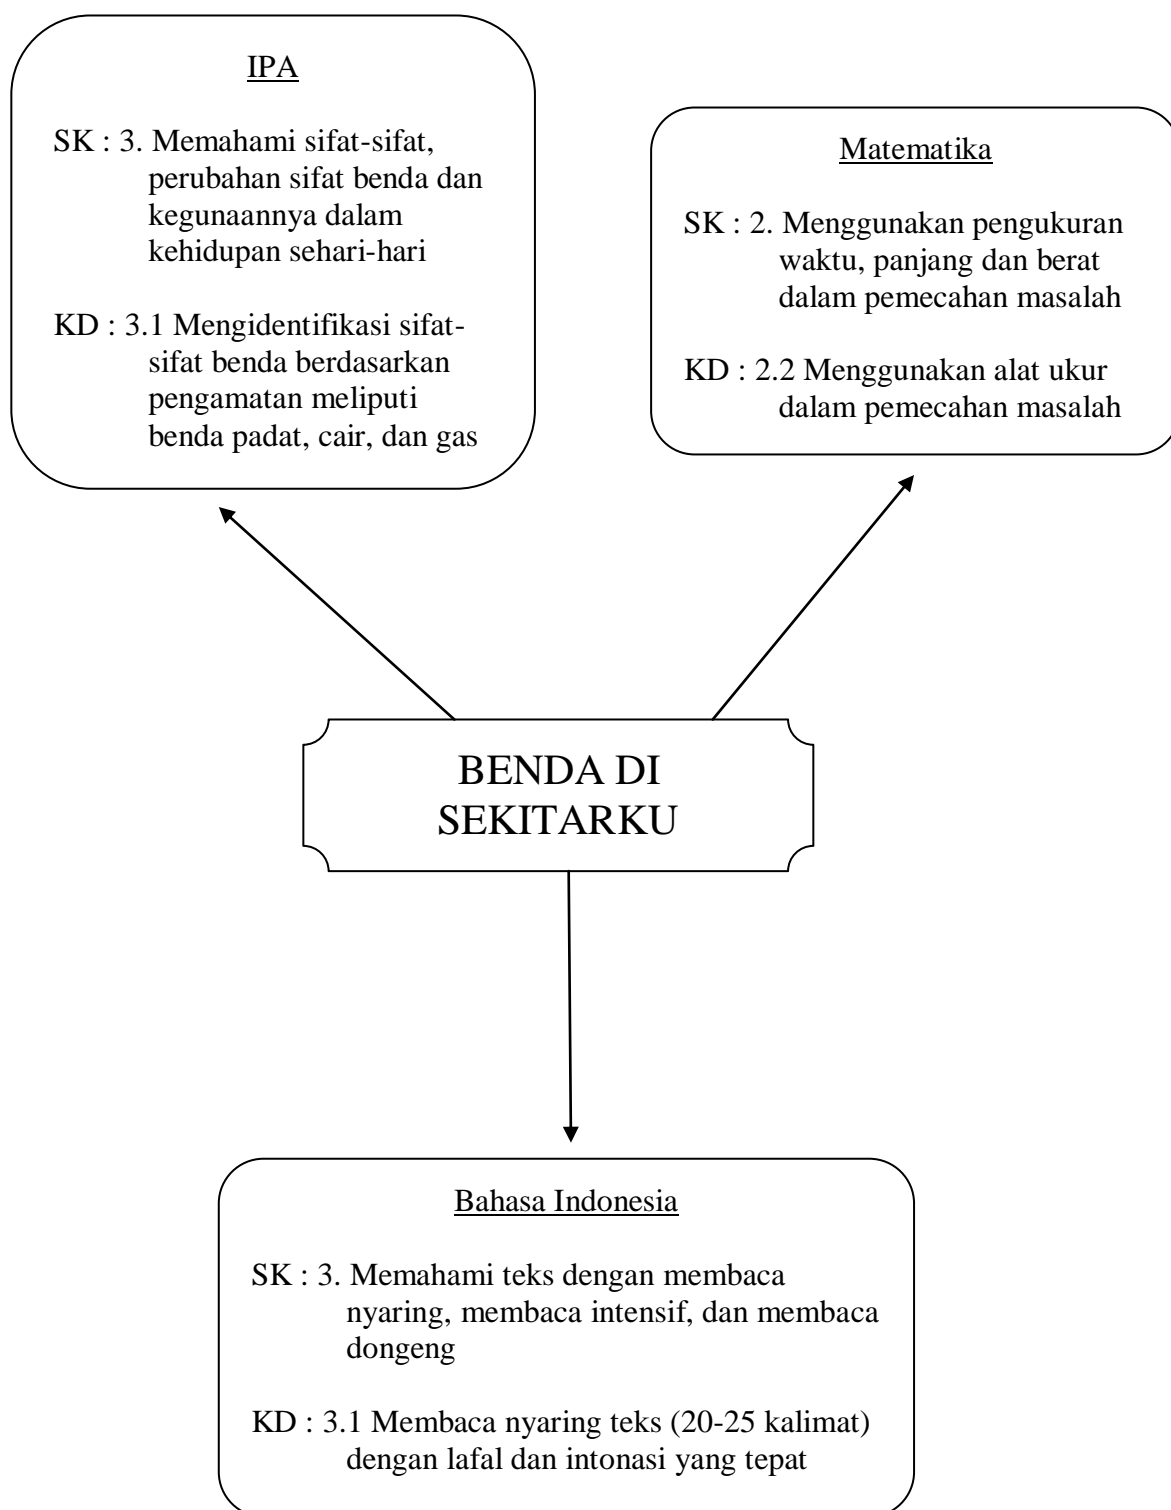 IPA
SK : 3. Memahami sifat-sifat,
perubahan sifat benda dan
kegunaannya dalam
kehidupan sehari-hari
KD : 3.1 Mengidentifikasi sifat-
sifat benda berdasarkan
pengamatan meliputi
benda padat, cair, dan gas
Matematika
SK : 2. Menggunakan pengukuran
waktu, panjang dan berat
dalam pemecahan masalah
KD : 2.2 Menggunakan alat ukur
dalam pemecahan masalah
BENDA DI
SEKITARKU
Bahasa Indonesia
SK : 3. Memahami teks dengan membaca
nyaring, membaca intensif, dan membaca
dongeng
KD : 3.1 Membaca nyaring teks (20-25 kalimat)
dengan lafal dan intonasi yang tepat